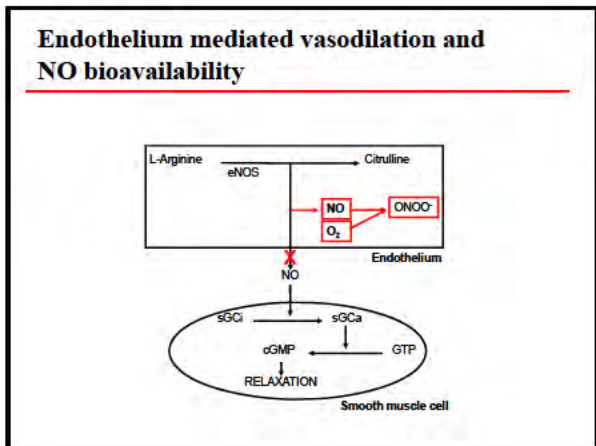 Endothelium mediated vasodilation and
NO bioavailability
L-Arginine
eNOS
Citrulline
NO
ONOO⁻
O₂
Endothelium
NO
sGCi
sGCa
cGMP
GTP
RELAXATION
Smooth muscle cell